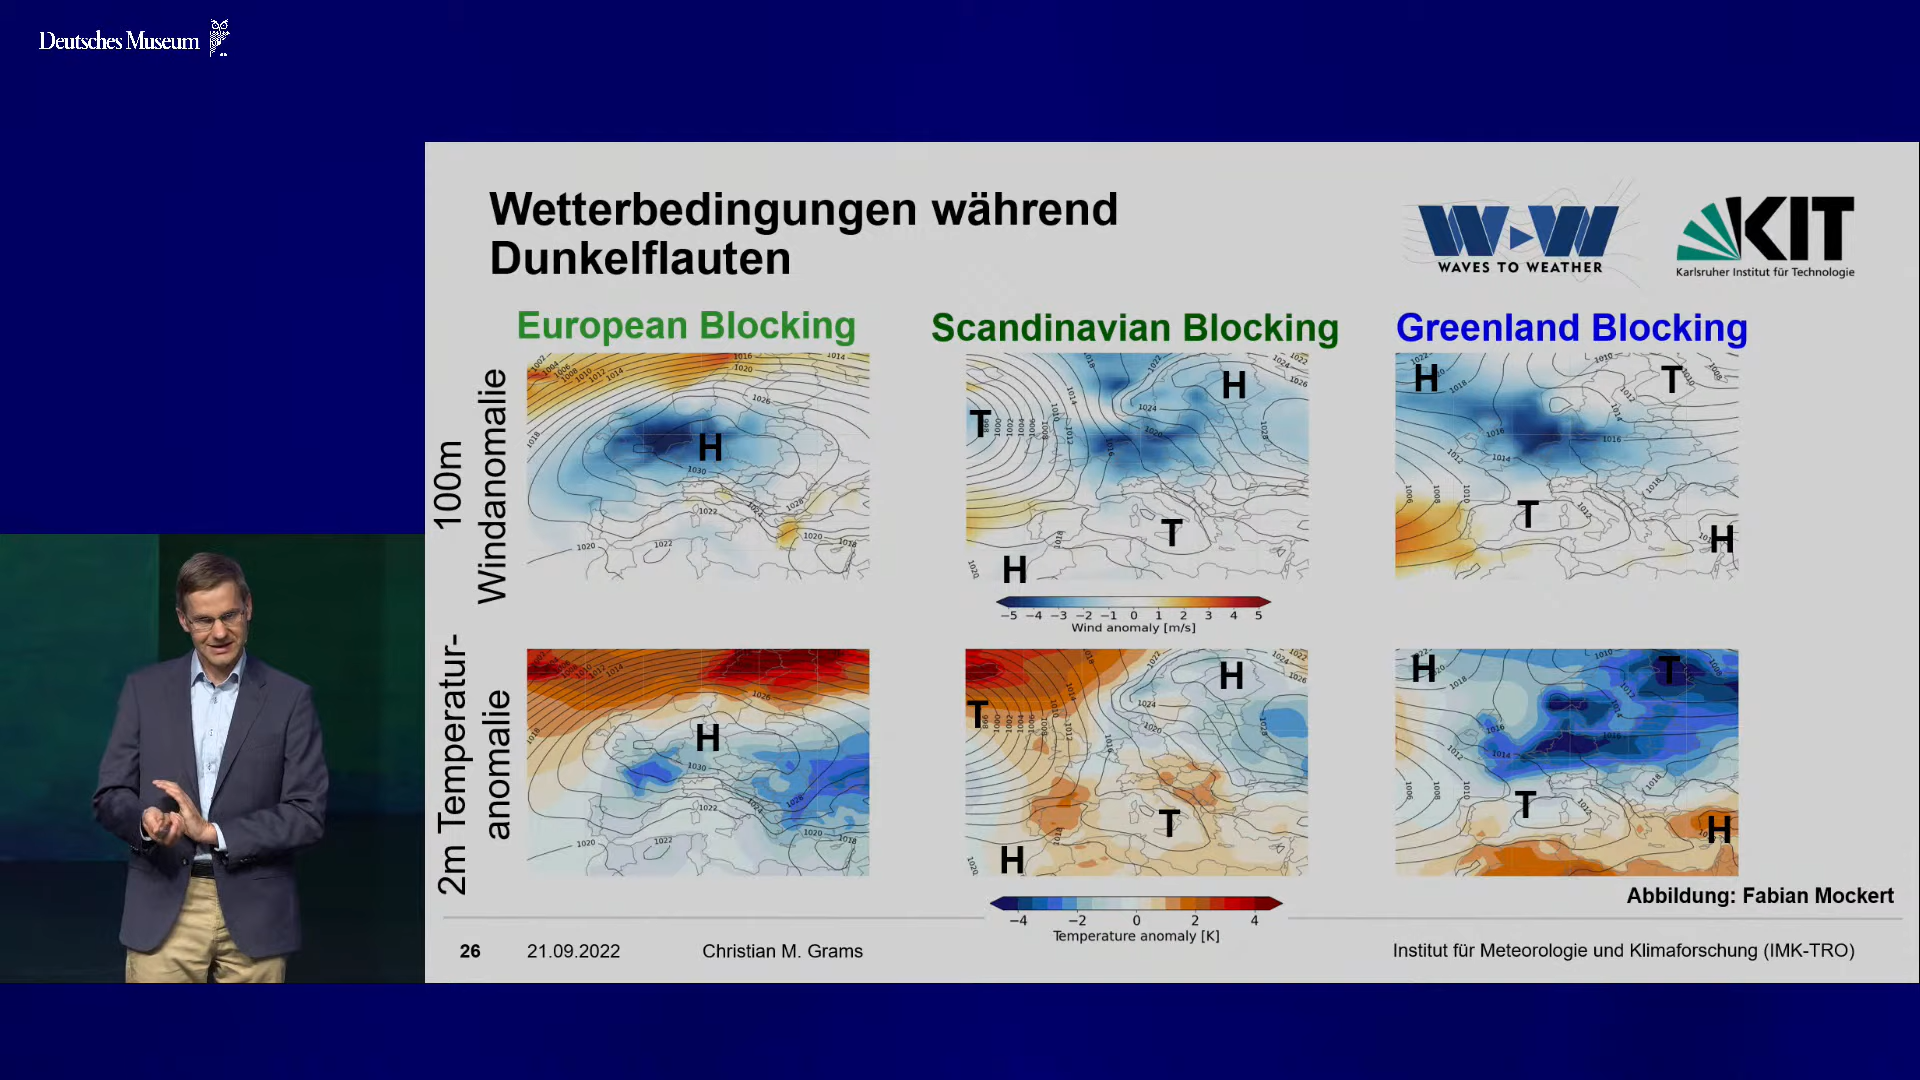 Deutsches Museum
Wetterbedingungen während
Dunkelflauten
WAVES TO WEATHER
KIT
Karlsruher Institut für Technologie
European Blocking
Scandinavian Blocking
Greenland Blocking
100m
Windanomalie
H
T
H
T
H
H
T
T
H
−5 −4 −3 −2 −1 0 1 2 3 4 5
Wind anomaly [m/s]
2m Temperatur-
anomalie
H
T
H
T
H
H
T
T
H
−4 −2 0 2 4
Temperature anomaly [K]
Abbildung: Fabian Mockert
26 21.09.2022 Christian M. Grams
Institut für Meteorologie und Klimaforschung (IMK-TRO)